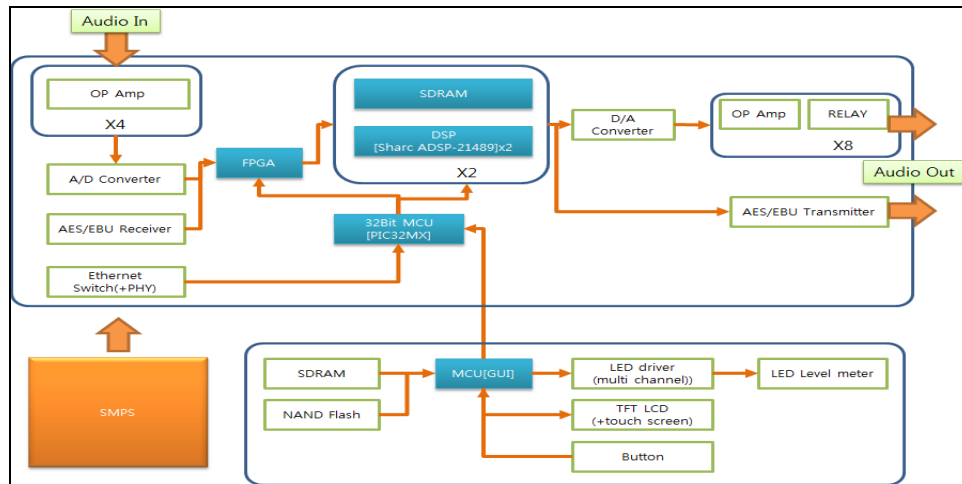 Audio In
OP Amp
X4
SDRAM
DSP
[Sharc ADSP-21489]x2
X2
D/A
Converter
OP Amp
RELAY
X8
FPGA
A/D Converter
Audio Out
AES/EBU Receiver
32Bit MCU
[PIC32MX]
AES/EBU Transmitter
Ethernet
Switch(+PHY)
SMPS
SDRAM
MCU[GUI]
LED driver
(multi channel))
LED Level meter
NAND Flash
TFT LCD
(+touch screen)
Button